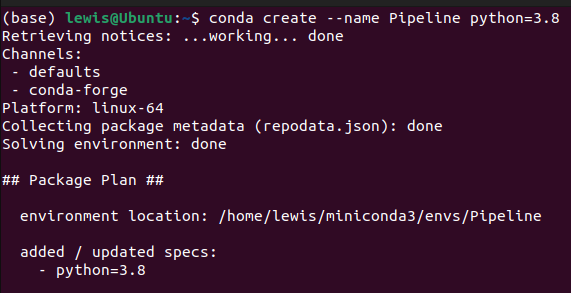 (base) lewis@Ubuntu:~$ conda create --name Pipeline python=3.8
Retrieving notices: ...working... done
Channels:
 - defaults
 - conda-forge
Platform: linux-64
Collecting package metadata (repodata.json): done
Solving environment: done

## Package Plan ##

  environment location: /home/lewis/miniconda3/envs/Pipeline

  added / updated specs:
    - python=3.8